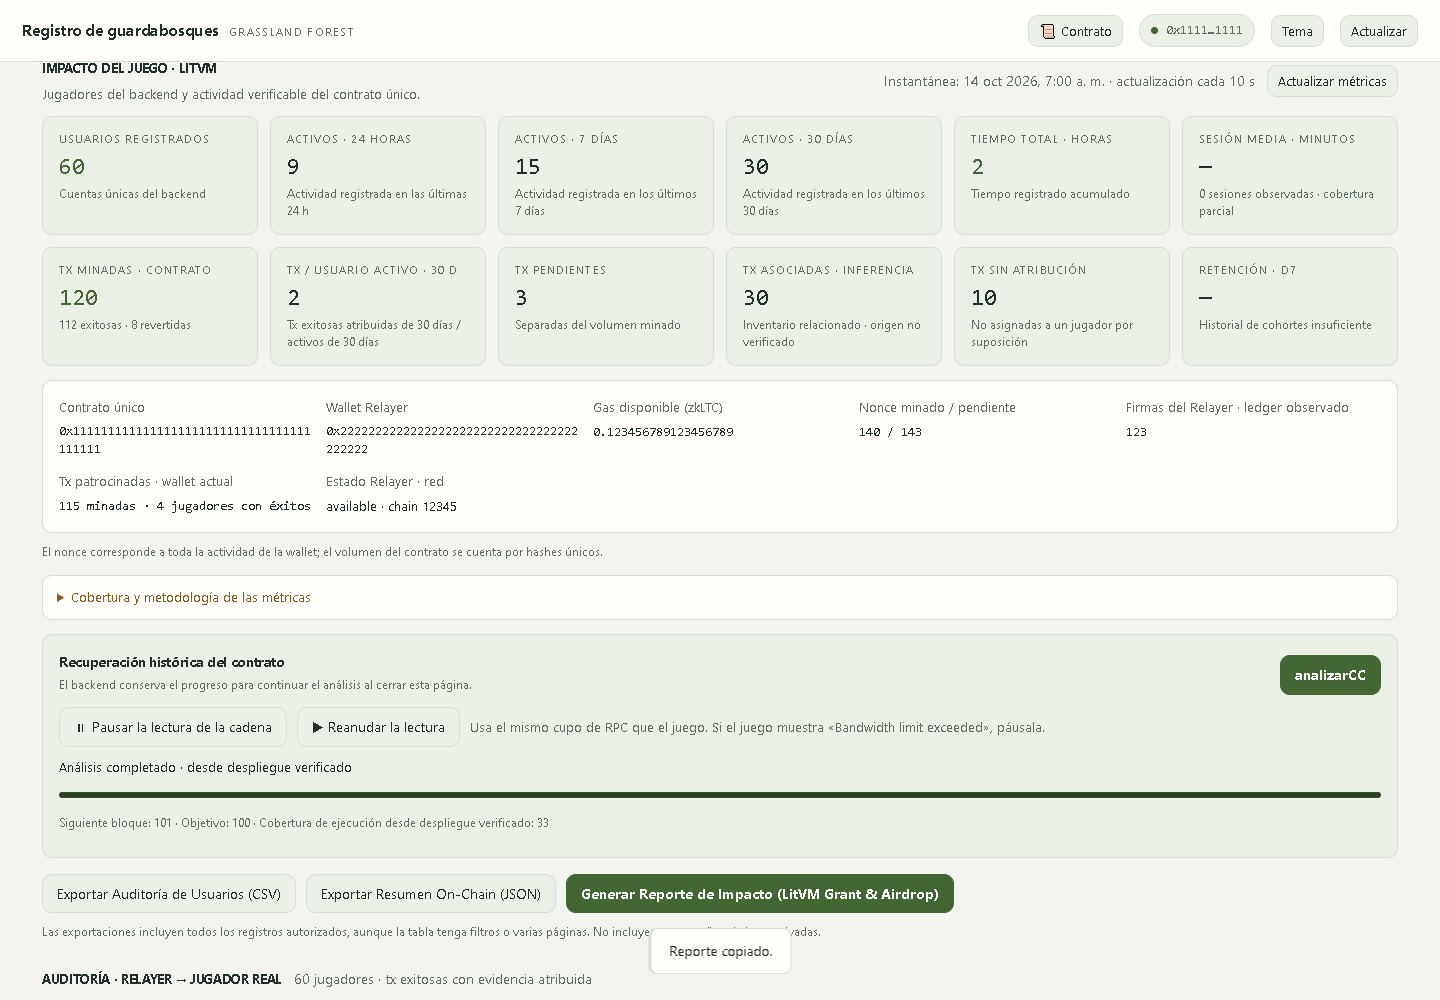 Registro de guardabosques GRASSLAND FOREST
📜 Contrato
0x1111…1111
Tema
Actualizar
IMPACTO DEL JUEGO · LITVM
Jugadores del backend y actividad verificable del contrato único.
Instantánea: 14 oct 2026, 7:00 a. m. · actualización cada 10 s
Actualizar métricas
USUARIOS REGISTRADOS
60
Cuentas únicas del backend
ACTIVOS · 24 HORAS
9
Actividad registrada en las últimas
24 h
ACTIVOS · 7 DÍAS
15
Actividad registrada en los últimos
7 días
ACTIVOS · 30 DÍAS
30
Actividad registrada en los últimos
30 días
TIEMPO TOTAL · HORAS
2
Tiempo registrado acumulado
SESIÓN MEDIA · MINUTOS
—
0 sesiones observadas · cobertura
parcial
TX MINADAS · CONTRATO
120
112 exitosas · 8 revertidas
TX / USUARIO ACTIVO · 30 D
2
Tx exitosas atribuidas de 30 días /
activos de 30 días
TX PENDIENTES
3
Separadas del volumen minado
TX ASOCIADAS · INFERENCIA
30
Inventario relacionado · origen no
verificado
TX SIN ATRIBUCIÓN
10
No asignadas a un jugador por
suposición
RETENCIÓN · D7
—
Historial de cohortes insuficiente
Contrato único
0x1111111111111111111111111111111111
111111
Wallet Relayer
0x2222222222222222222222222222222222
222222
Gas disponible (zkLTC)
0.123456789123456789
Nonce minado / pendiente
140 / 143
Firmas del Relayer · ledger observado
123
Tx patrocinadas · wallet actual
115 minadas · 4 jugadores con éxitos
Estado Relayer · red
available · chain 12345
El nonce corresponde a toda la actividad de la wallet; el volumen del contrato se cuenta por hashes únicos.
▶ Cobertura y metodología de las métricas
Recuperación histórica del contrato
El backend conserva el progreso para continuar el análisis al cerrar esta página.
analizarCC
⏸ Pausar la lectura de la cadena
▶ Reanudar la lectura
Usa el mismo cupo de RPC que el juego. Si el juego muestra «Bandwidth limit exceeded», páusala.
Análisis completado · desde despliegue verificado
Siguiente bloque: 101 · Objetivo: 100 · Cobertura de ejecución desde despliegue verificado: 33
Exportar Auditoría de Usuarios (CSV)
Exportar Resumen On-Chain (JSON)
Generar Reporte de Impacto (LitVM Grant & Airdrop)
Las exportaciones incluyen todos los registros autorizados, aunque la tabla tenga filtros o varias páginas. No incluye
Reporte copiado.
AUDITORÍA · RELAYER → JUGADOR REAL 60 jugadores · tx exitosas con evidencia atribuida